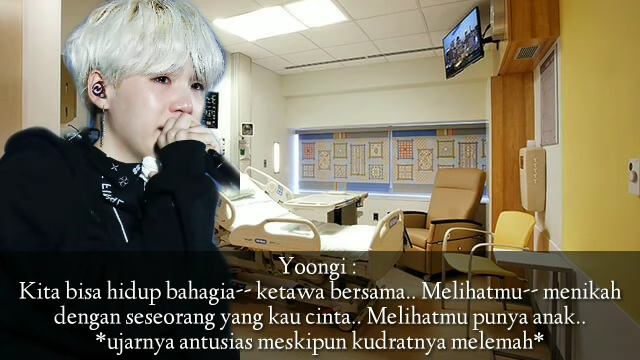 Yoongi :
Kita bisa hidup bahagia-- ketawa bersama.. Melihatmu-- menikah
dengan seseorang yang kau cinta.. Melihatmu punya anak..
*ujarnya antusias meskipun kudratnya melemah*